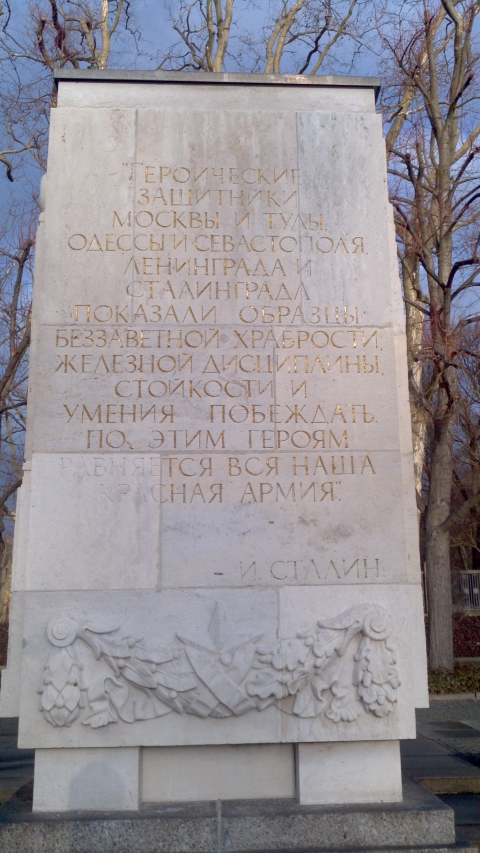 "ГЕРОИЧЕСКИЕ
ЗАЩИТНИКИ
МОСКВЫ И ТУЛЫ,
ОДЕССЫ И СЕВАСТОПОЛЯ,
ЛЕНИНГРАДА И
СТАЛИНГРАДА
ПОКАЗАЛИ ОБРАЗЦЫ
БЕЗЗАВЕТНОЙ ХРАБРОСТИ,
ЖЕЛЕЗНОЙ ДИСЦИПЛИНЫ,
СТОЙКОСТИ И
УМЕНИЯ ПОБЕЖДАТЬ.
ПО ЭТИМ ГЕРОЯМ
РАВНЯЕТСЯ ВСЯ НАША
КРАСНАЯ АРМИЯ".
- И. СТАЛИН